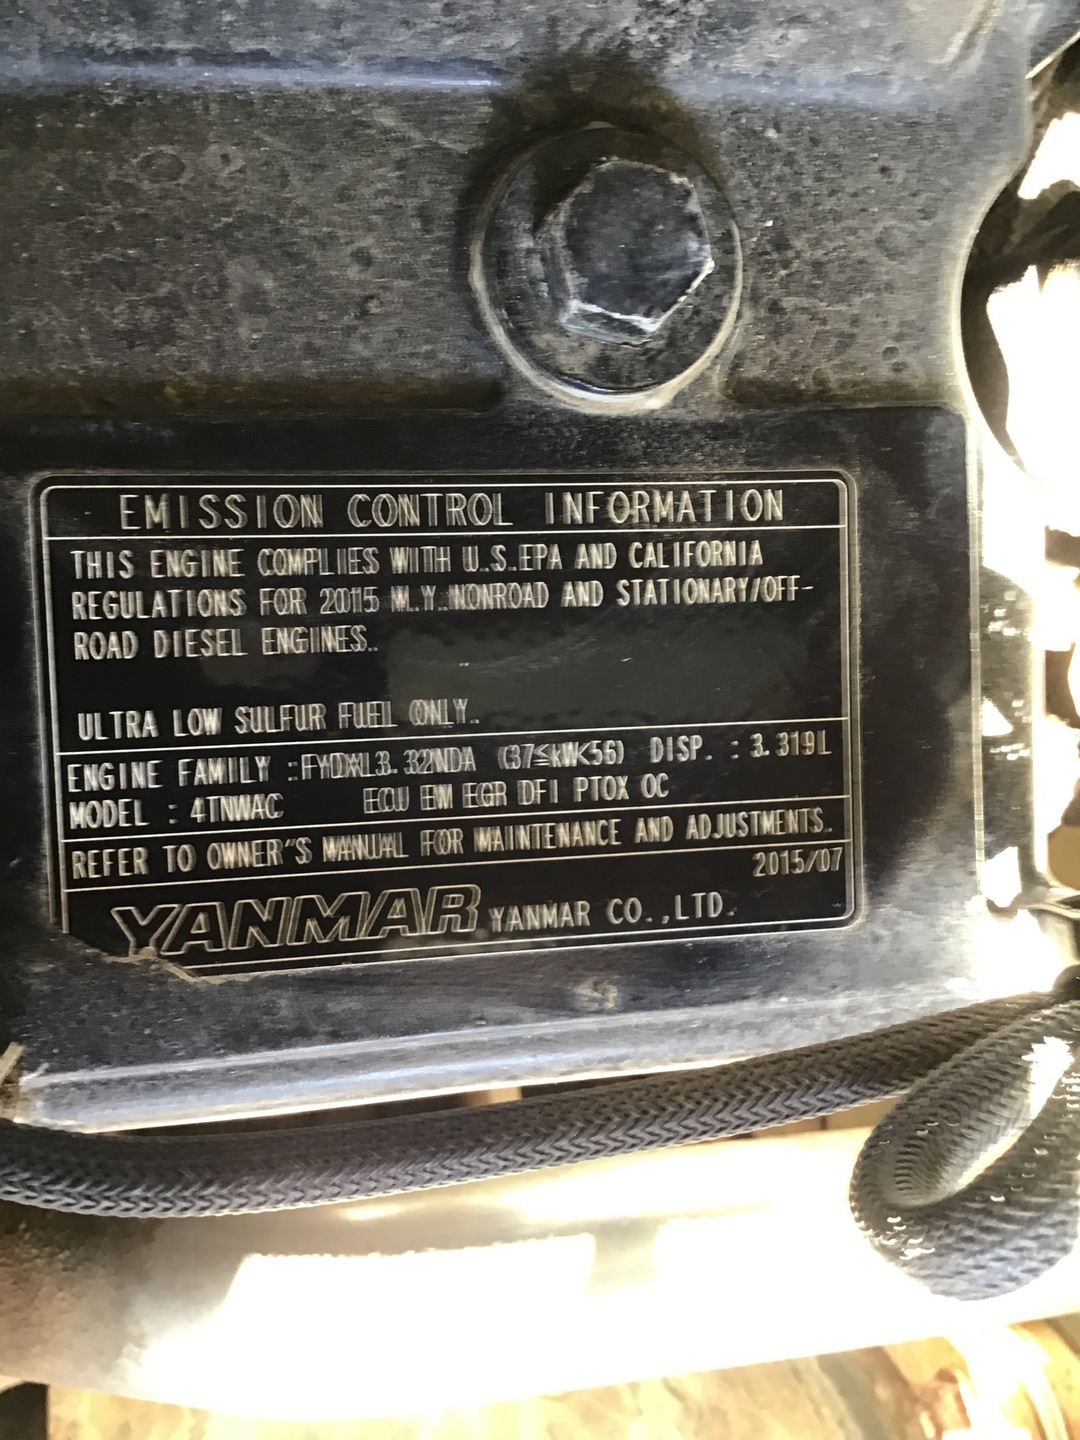 EMISSION CONTROL INFORMATION
THIS ENGINE COMPLIES WITH U.S.EPA AND CALIFORNIA
REGULATIONS FOR 2015 M.Y.NONROAD AND STATIONARY/OFF-
ROAD DIESEL ENGINES.
ULTRA LOW SULFUR FUEL ONLY.
ENGINE FAMILY :FYDXL3.32NDA (37≤kW<56) DISP. : 3.319L
MODEL : 4TNWAC ECU EM EGR DFI PTOX OC
REFER TO OWNER'S MANUAL FOR MAINTENANCE AND ADJUSTMENTS.
2015/07
YANMAR YANMAR CO.,LTD.